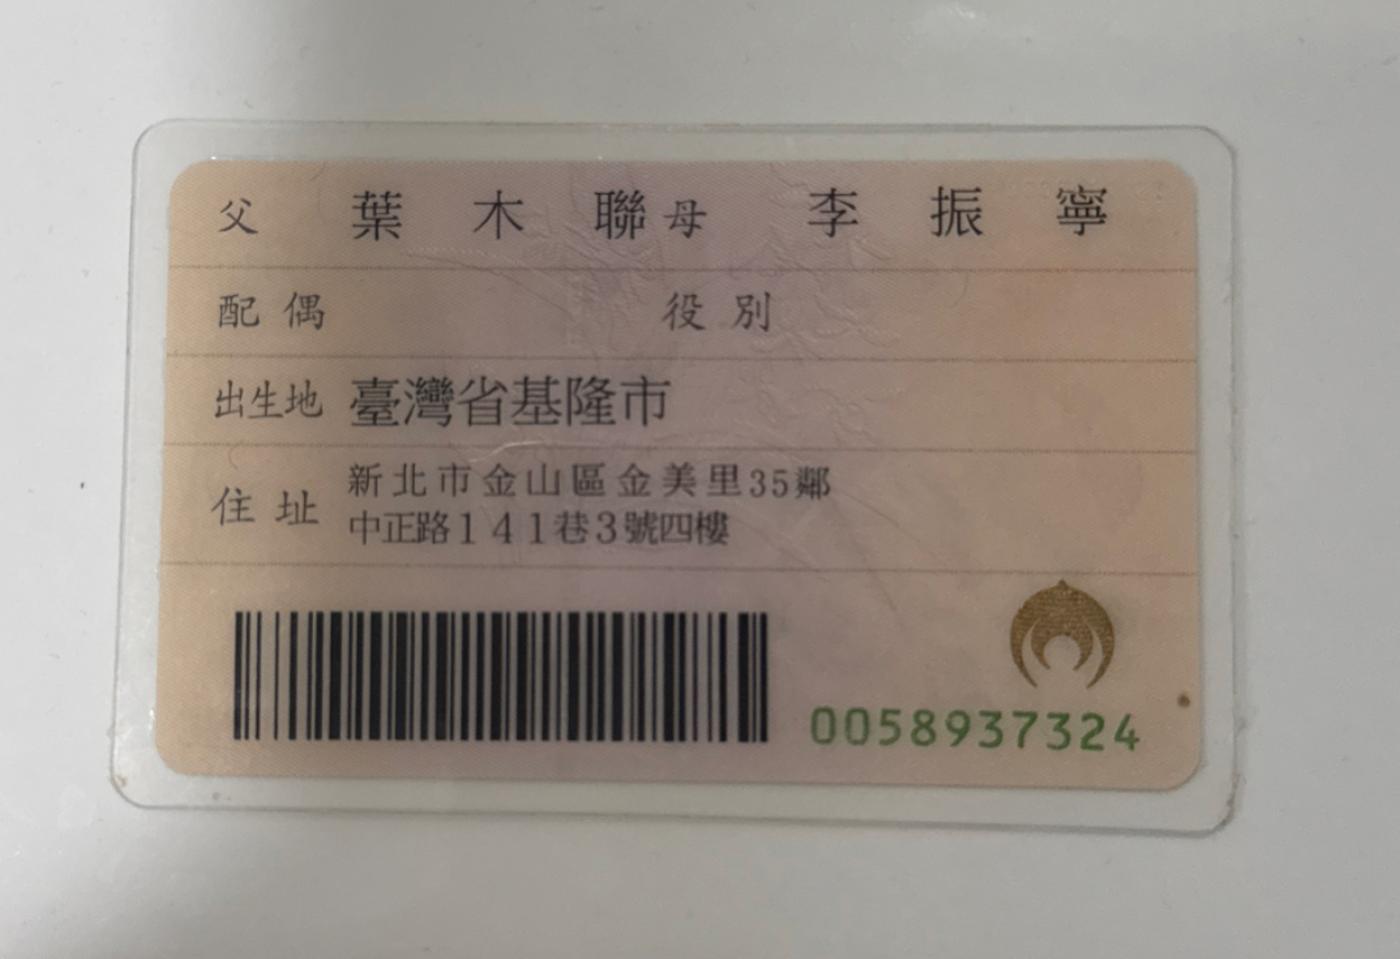 父 葉木聯 母 李振寧
配偶 役別
出生地 臺灣省基隆市
住址 新北市金山區金美里35鄰
中正路141巷3號四樓
0058937324